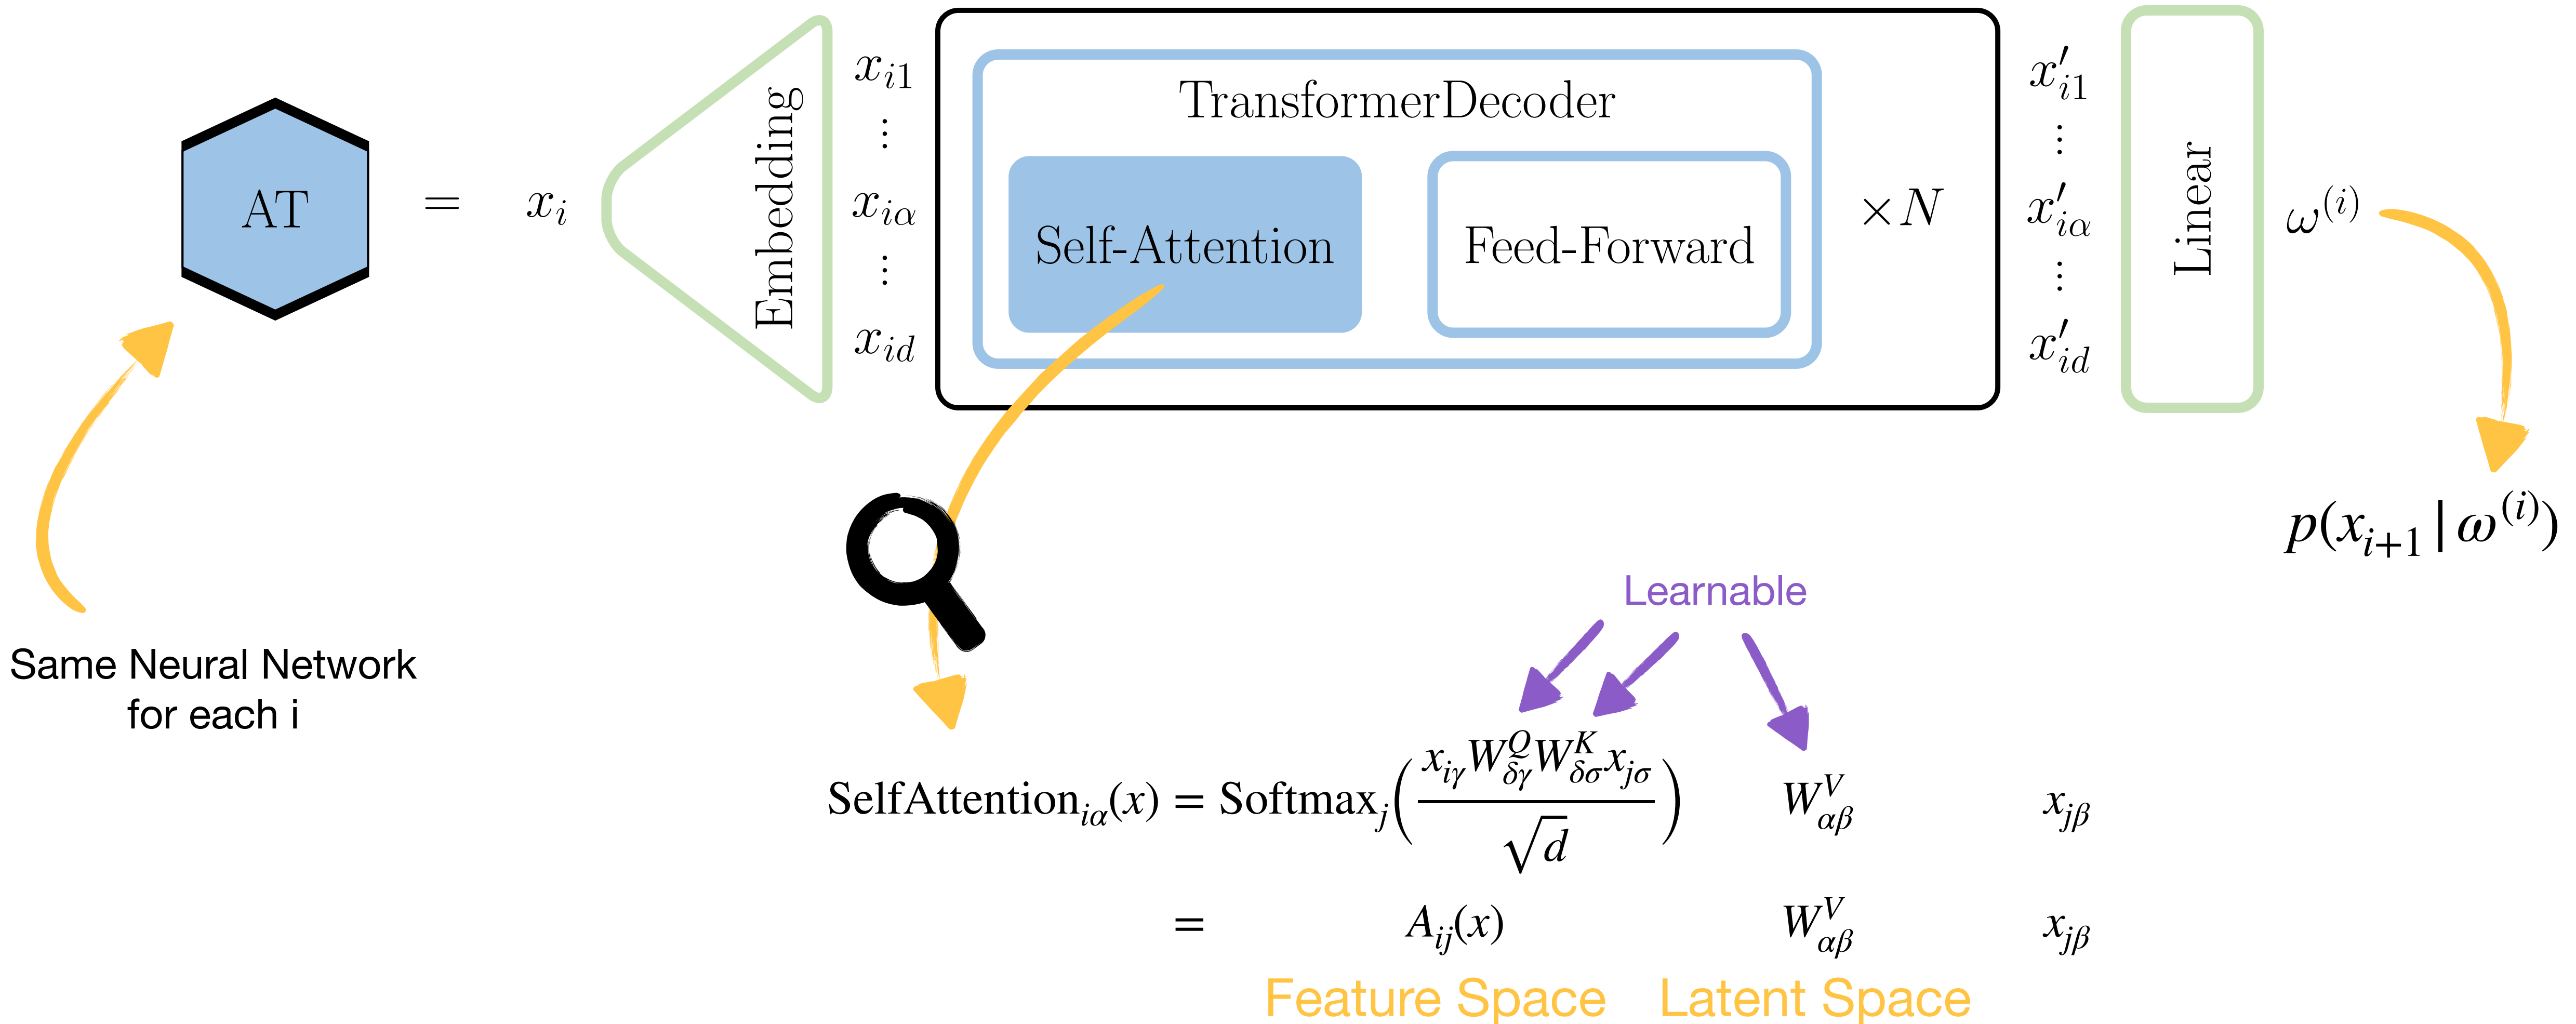 AT
=
x_i
Embedding
x_{i1}
⋮
x_{iα}
⋮
x_{id}
TransformerDecoder
Self-Attention
Feed-Forward
×N
x'_{i1}
⋮
x'_{iα}
⋮
x'_{id}
Linear
ω^{(i)}
p(x_{i+1} | ω^{(i)})
Same Neural Network
for each i
Learnable
SelfAttention_{iα}(x) = Softmax_j( \frac{x_{iγ} W^Q_{δγ} W^K_{δσ} x_{jσ}}{\sqrt{d}} ) W^V_{αβ} x_{jβ}
= A_{ij}(x) W^V_{αβ} x_{jβ}
Feature Space Latent Space